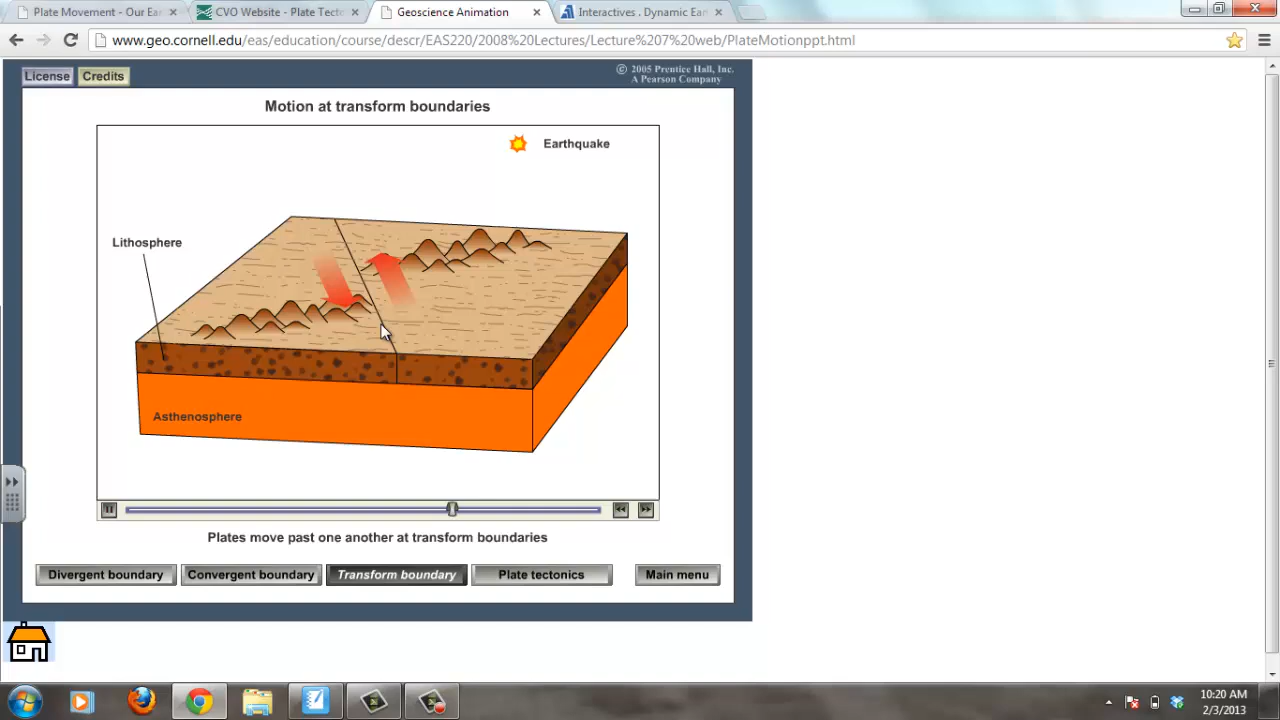 Plate Movement - Our Ea
CVO Website - Plate Tect
Geoscience Animation
Interactives . Dynamic Ear
www.geo.cornell.edu/eas/education/course/descr/EAS220/2008%20Lectures/Lecture%207%20web/PlateMotionppt.html
License
Credits
© 2005 Prentice Hall, Inc.
A Pearson Company
Motion at transform boundaries
Earthquake
Lithosphere
Asthenosphere
Plates move past one another at transform boundaries
Divergent boundary
Convergent boundary
Transform boundary
Plate tectonics
Main menu
10:20 AM
2/3/2013